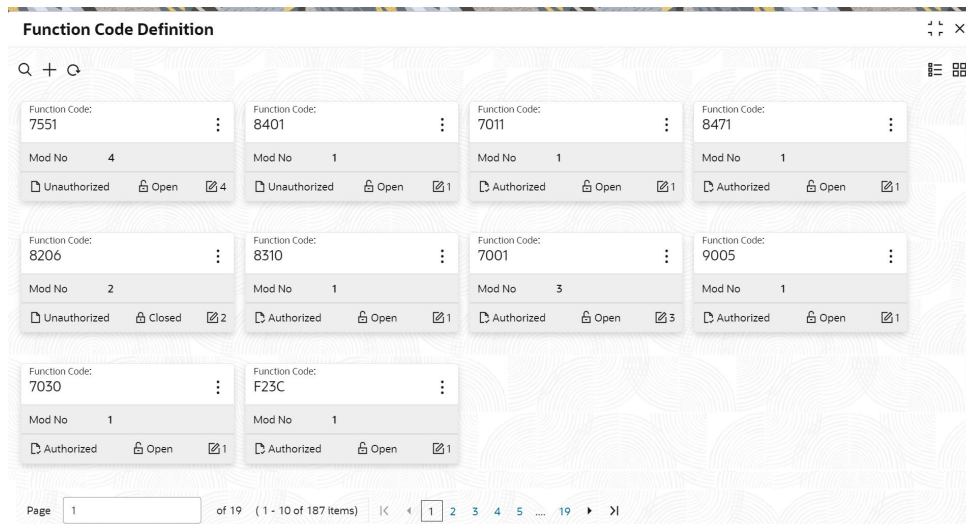 Function Code Definition
Function Code:
7551
Mod No 4
Unauthorized Open 4
Function Code:
8401
Mod No 1
Unauthorized Open 1
Function Code:
7011
Mod No 1
Authorized Open 1
Function Code:
8471
Mod No 1
Authorized Open 1
Function Code:
8206
Mod No 2
Unauthorized Closed 2
Function Code:
8310
Mod No 1
Authorized Open 1
Function Code:
7001
Mod No 3
Authorized Open 3
Function Code:
9005
Mod No 1
Authorized Open 1
Function Code:
7030
Mod No 1
Authorized Open 1
Function Code:
F23C
Mod No 1
Authorized Open 1
Page 1 of 19 (1 - 10 of 187 items) 1 2 3 4 5 .... 19